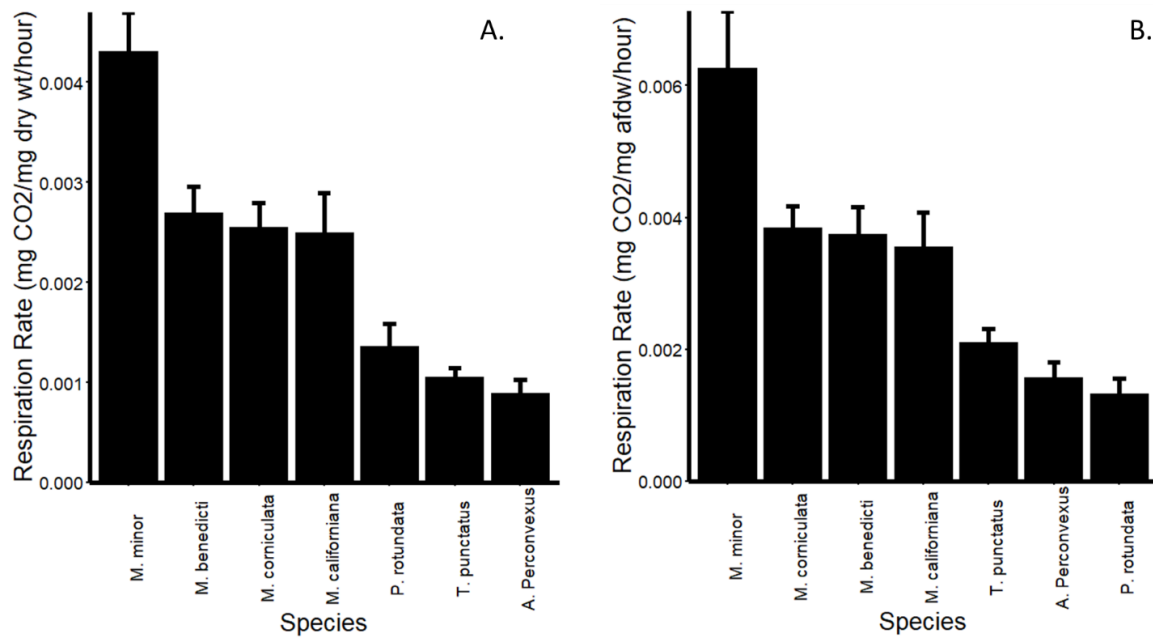 A.
Respiration Rate (mg CO2/mg dry wt/hour)
0.004
0.003
0.002
0.001
0.000
M. minor
M. benedicti
M. corniculata
M. californiana
P. rotundata
T. punctatus
A. Perconvexus
Species
B.
Respiration Rate (mg CO2/mg afdw/hour)
0.006
0.004
0.002
0.000
M. minor
M. corniculata
M. benedicti
M. californiana
T. punctatus
A. Perconvexus
P. rotundata
Species